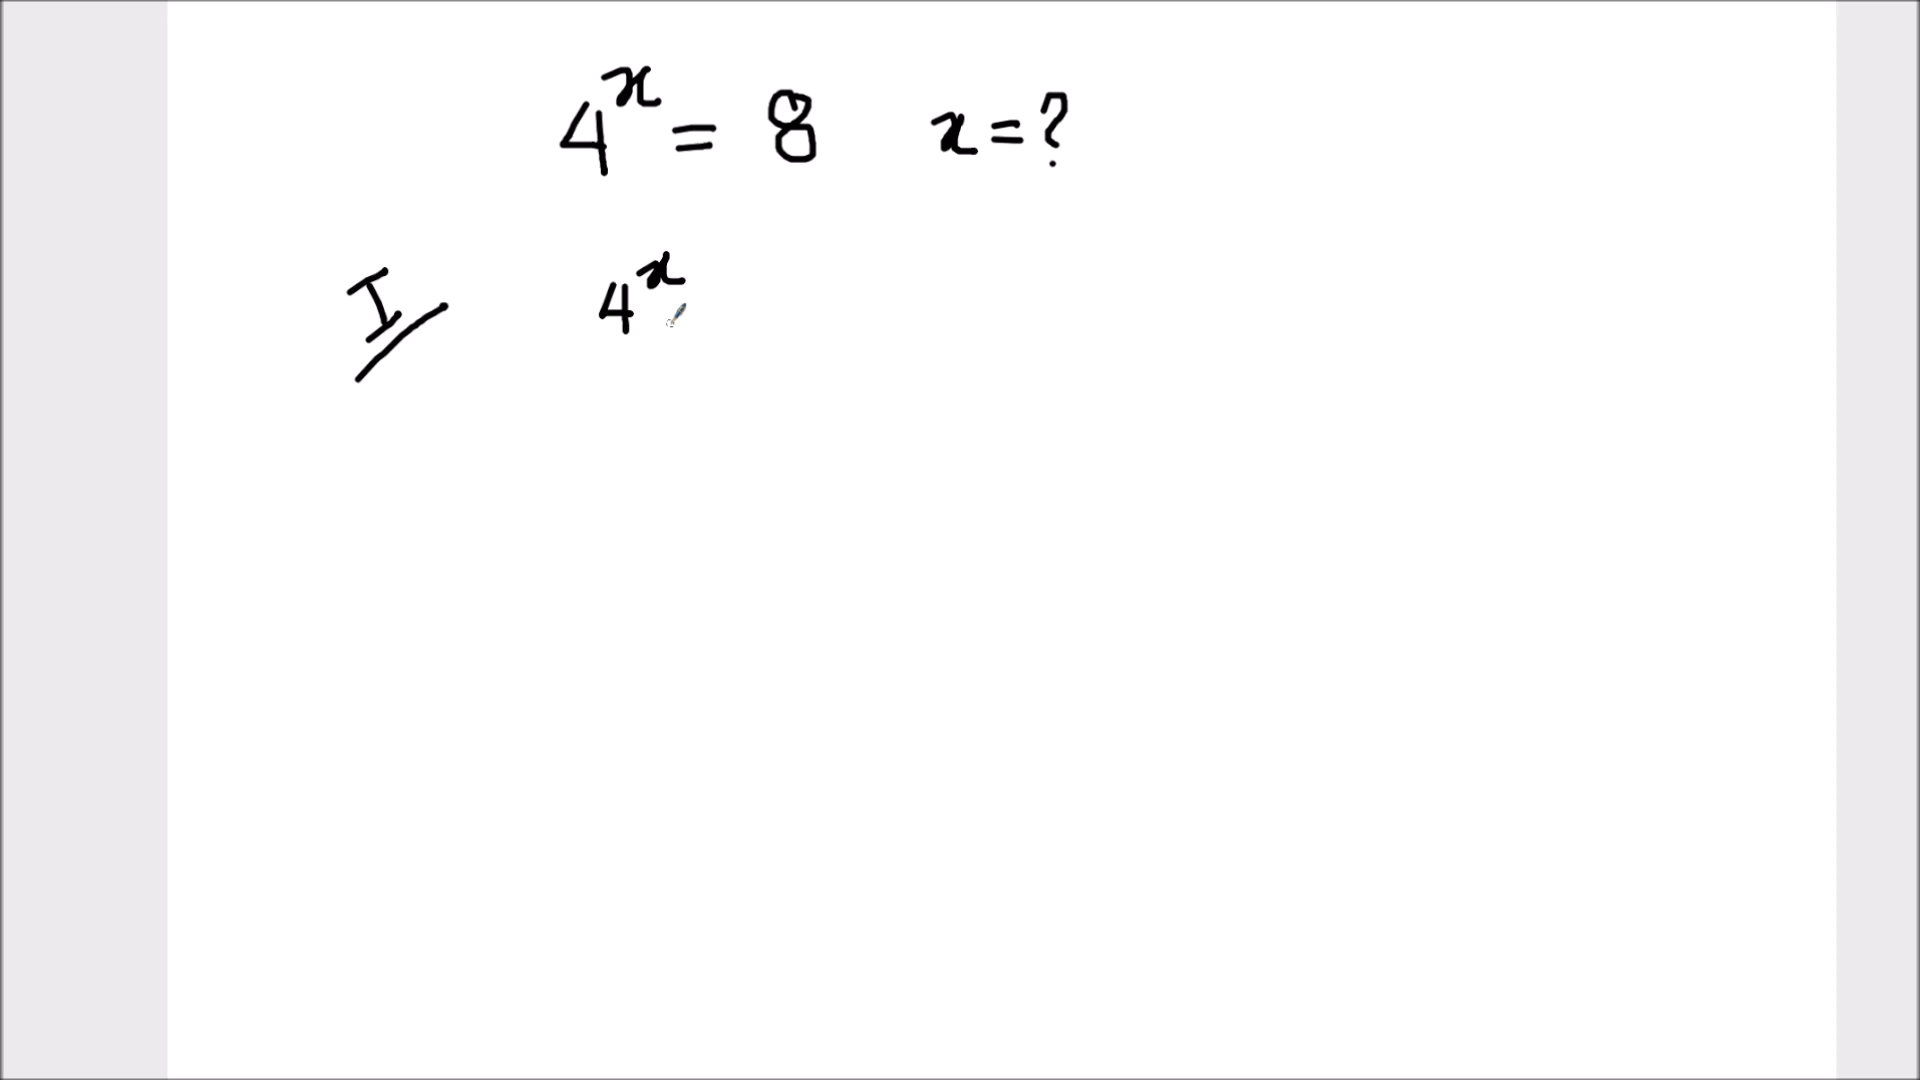 4^x = 8 x = ?
I 4^x